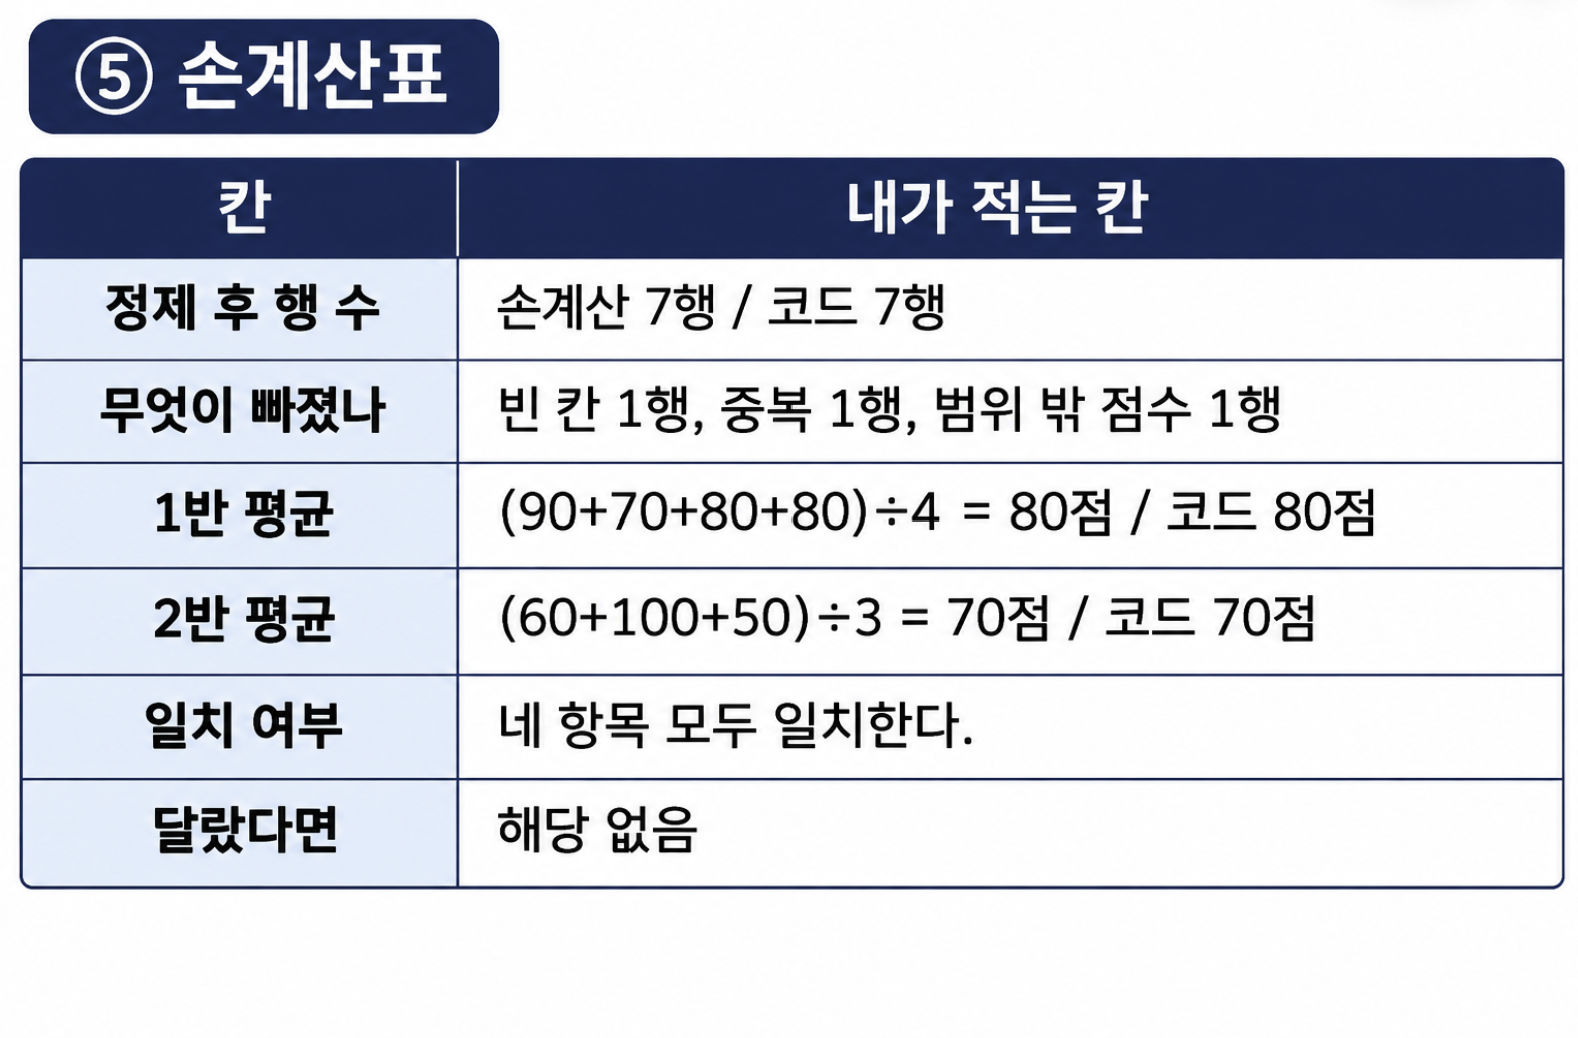 ⑤ 손계산표
칸 내가 적는 칸
정제 후 행 수 손계산 7행 / 코드 7행
무엇이 빠졌나 빈 칸 1행, 중복 1행, 범위 밖 점수 1행
1반 평균 (90+70+80+80)÷4 = 80점 / 코드 80점
2반 평균 (60+100+50)÷3 = 70점 / 코드 70점
일치 여부 네 항목 모두 일치한다.
달랐다면 해당 없음